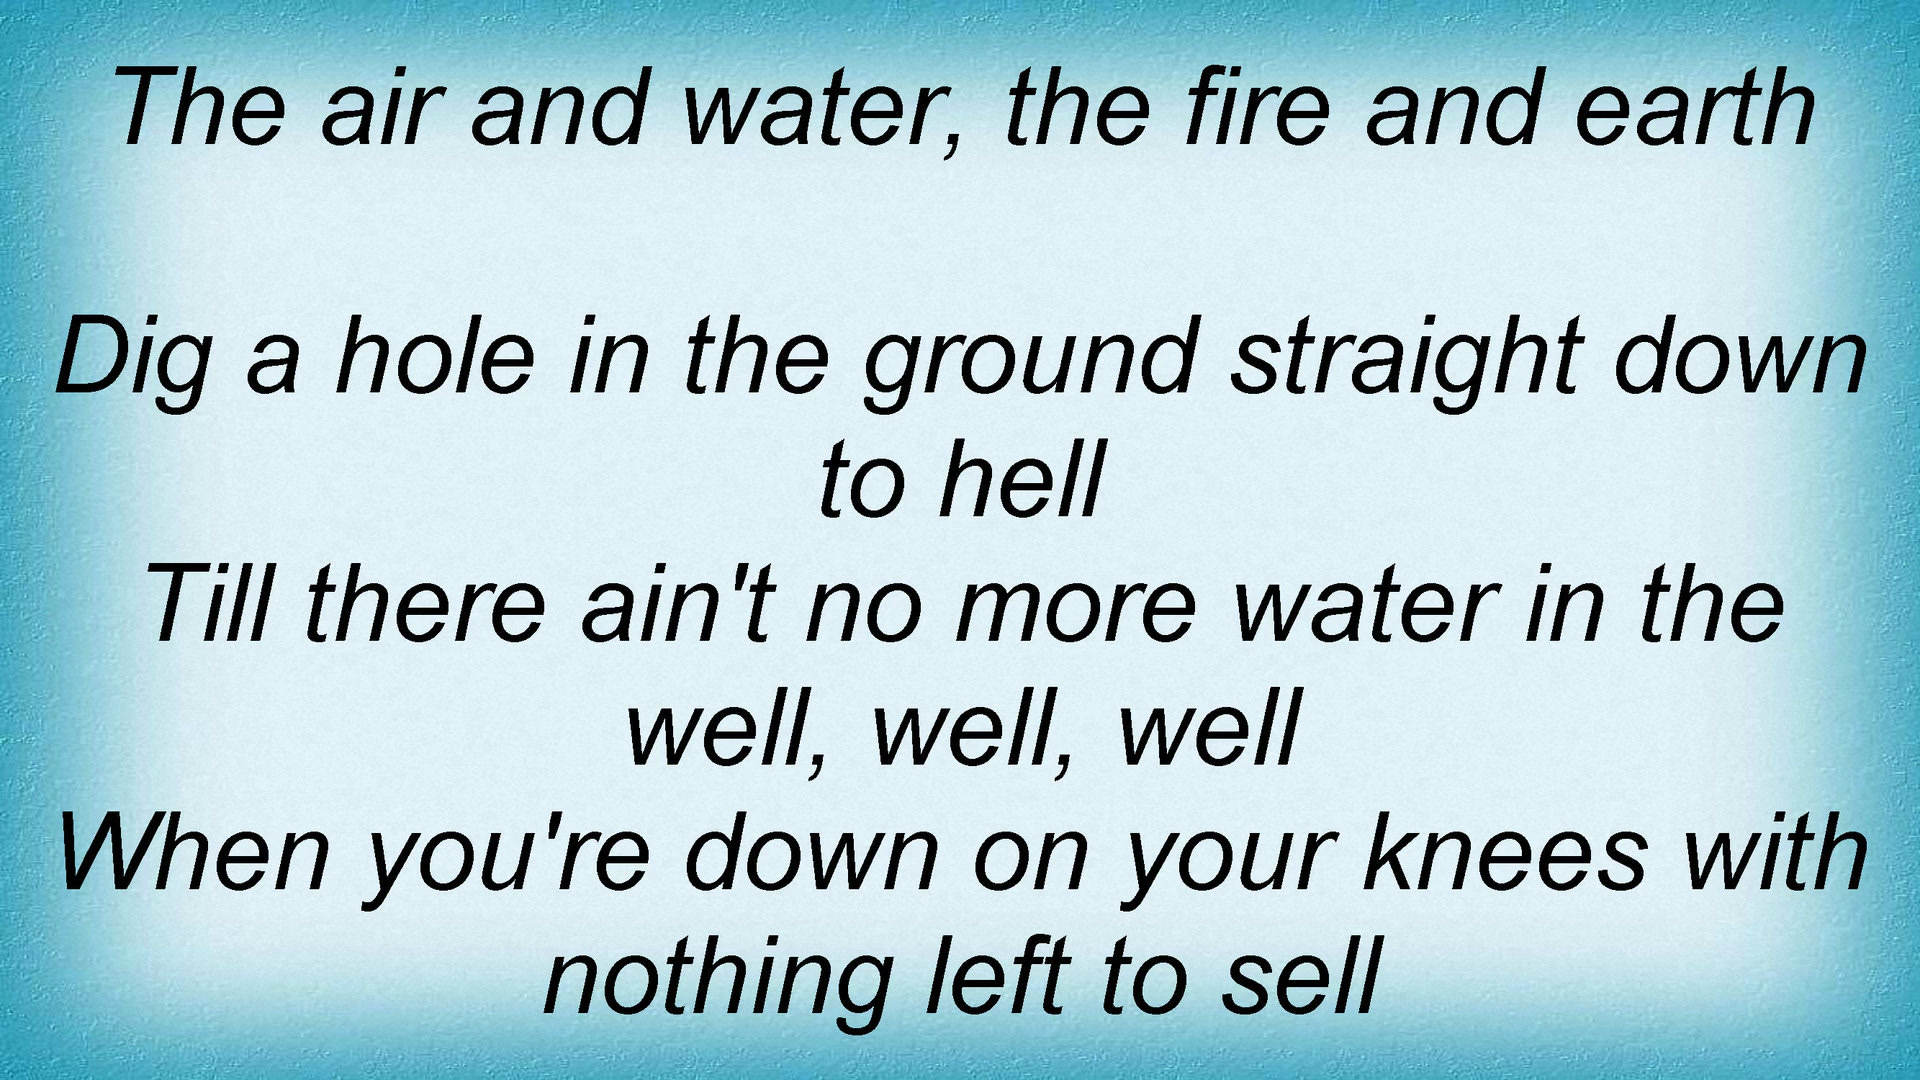 The air and water, the fire and earth
Dig a hole in the ground straight down
to hell
Till there ain't no more water in the
well, well, well
When you're down on your knees with
nothing left to sell